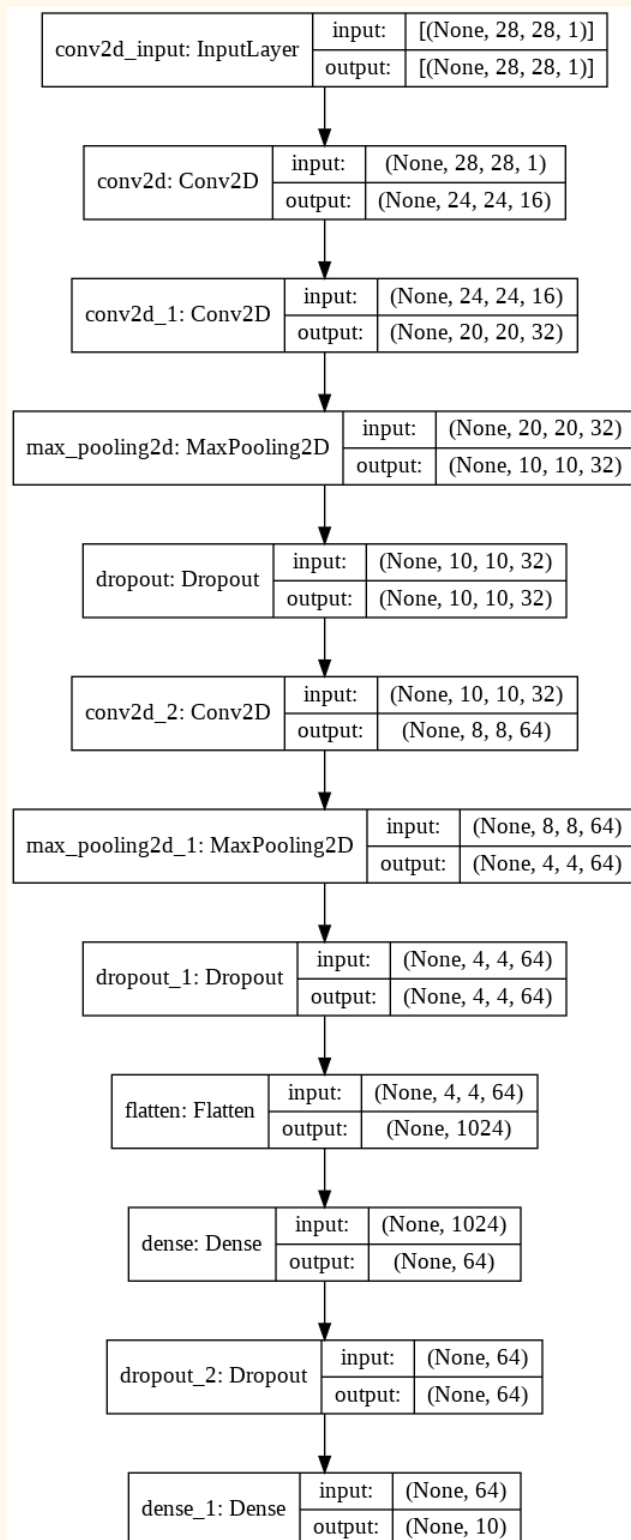 conv2d_input: InputLayer
input: [(None, 28, 28, 1)]
output: [(None, 28, 28, 1)]
conv2d: Conv2D
input: (None, 28, 28, 1)
output: (None, 24, 24, 16)
conv2d_1: Conv2D
input: (None, 24, 24, 16)
output: (None, 20, 20, 32)
max_pooling2d: MaxPooling2D
input: (None, 20, 20, 32)
output: (None, 10, 10, 32)
dropout: Dropout
input: (None, 10, 10, 32)
output: (None, 10, 10, 32)
conv2d_2: Conv2D
input: (None, 10, 10, 32)
output: (None, 8, 8, 64)
max_pooling2d_1: MaxPooling2D
input: (None, 8, 8, 64)
output: (None, 4, 4, 64)
dropout_1: Dropout
input: (None, 4, 4, 64)
output: (None, 4, 4, 64)
flatten: Flatten
input: (None, 4, 4, 64)
output: (None, 1024)
dense: Dense
input: (None, 1024)
output: (None, 64)
dropout_2: Dropout
input: (None, 64)
output: (None, 64)
dense_1: Dense
input: (None, 64)
output: (None, 10)